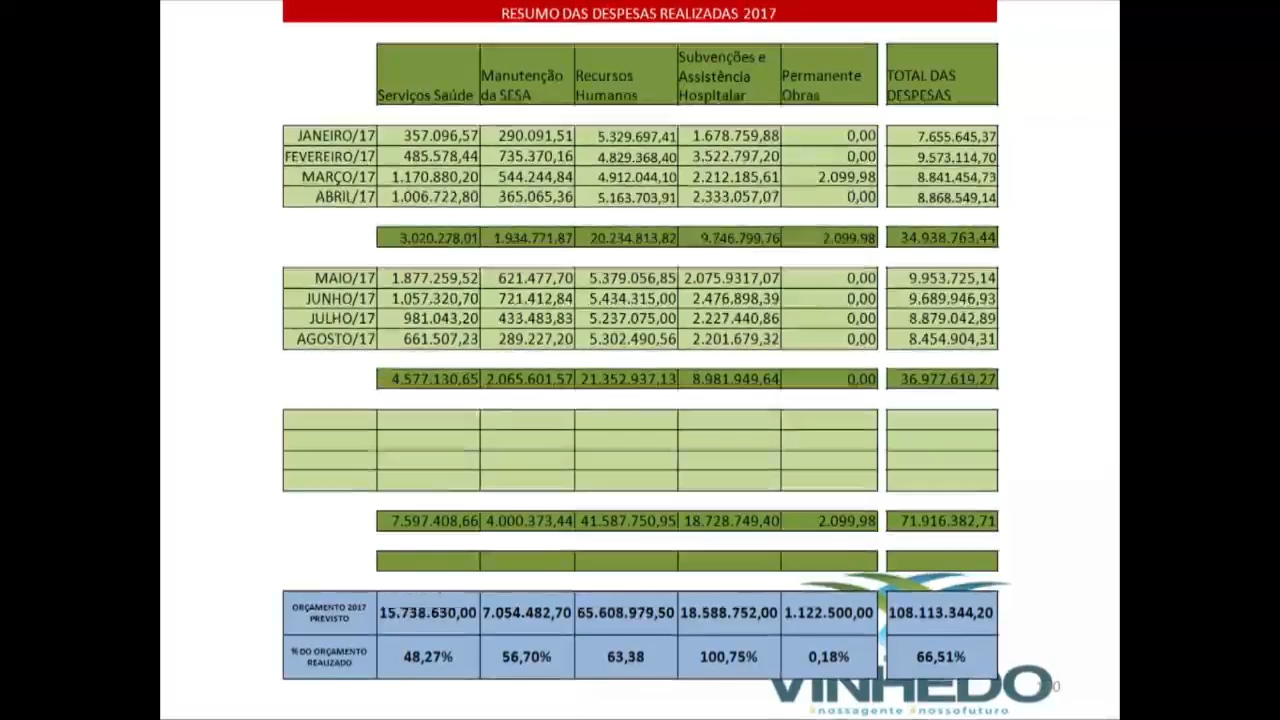 RESUMO DAS DESPESAS REALIZADAS 2017
Serviços Saúde Manutenção da SESA Recursos Humanos Subvenções e Assistência Hospitalar Permanente Obras TOTAL DAS DESPESAS
JANEIRO/17 357.096,57 290.091,51 5.329.697,41 1.678.759,88 0,00 7.655.645,37
FEVEREIRO/17 485.578,44 735.370,16 4.829.368,40 3.522.797,20 0,00 9.573.114,70
MARÇO/17 1.170.880,20 544.244,84 4.912.044,10 2.212.185,61 2.099,98 8.841.454,73
ABRIL/17 1.006.722,80 365.065,36 5.163.703,91 2.333.057,07 0,00 8.868.549,14
3.020.278,01 1.934.771,87 20.234.813,82 9.746.799,76 2.099,98 34.938.763,44
MAIO/17 1.877.259,52 621.477,70 5.379.056,85 2.075.9317,07 0,00 9.953.725,14
JUNHO/17 1.057.320,70 721.412,84 5.434.315,00 2.476.898,39 0,00 9.689.946,93
JULHO/17 981.043,20 433.483,83 5.237.075,00 2.227.440,86 0,00 8.879.042,89
AGOSTO/17 661.507,23 289.227,20 5.302.490,56 2.201.679,32 0,00 8.454.904,31
4.577.130,65 2.065.601,57 21.352.937,13 8.981.949,64 0,00 36.977.619,27
7.597.408,66 4.000.373,44 41.587.750,95 18.728.749,40 2.099,98 71.916.382,71
ORÇAMENTO 2017 PREVISTO 15.738.630,00 7.054.482,70 65.608.979,50 18.588.752,00 1.122.500,00 108.113.344,20
% DO ORÇAMENTO REALIZADO 48,27% 56,70% 63,38 100,75% 0,18% 66,51%
VINHEDO
#nossagente #nossofuturo